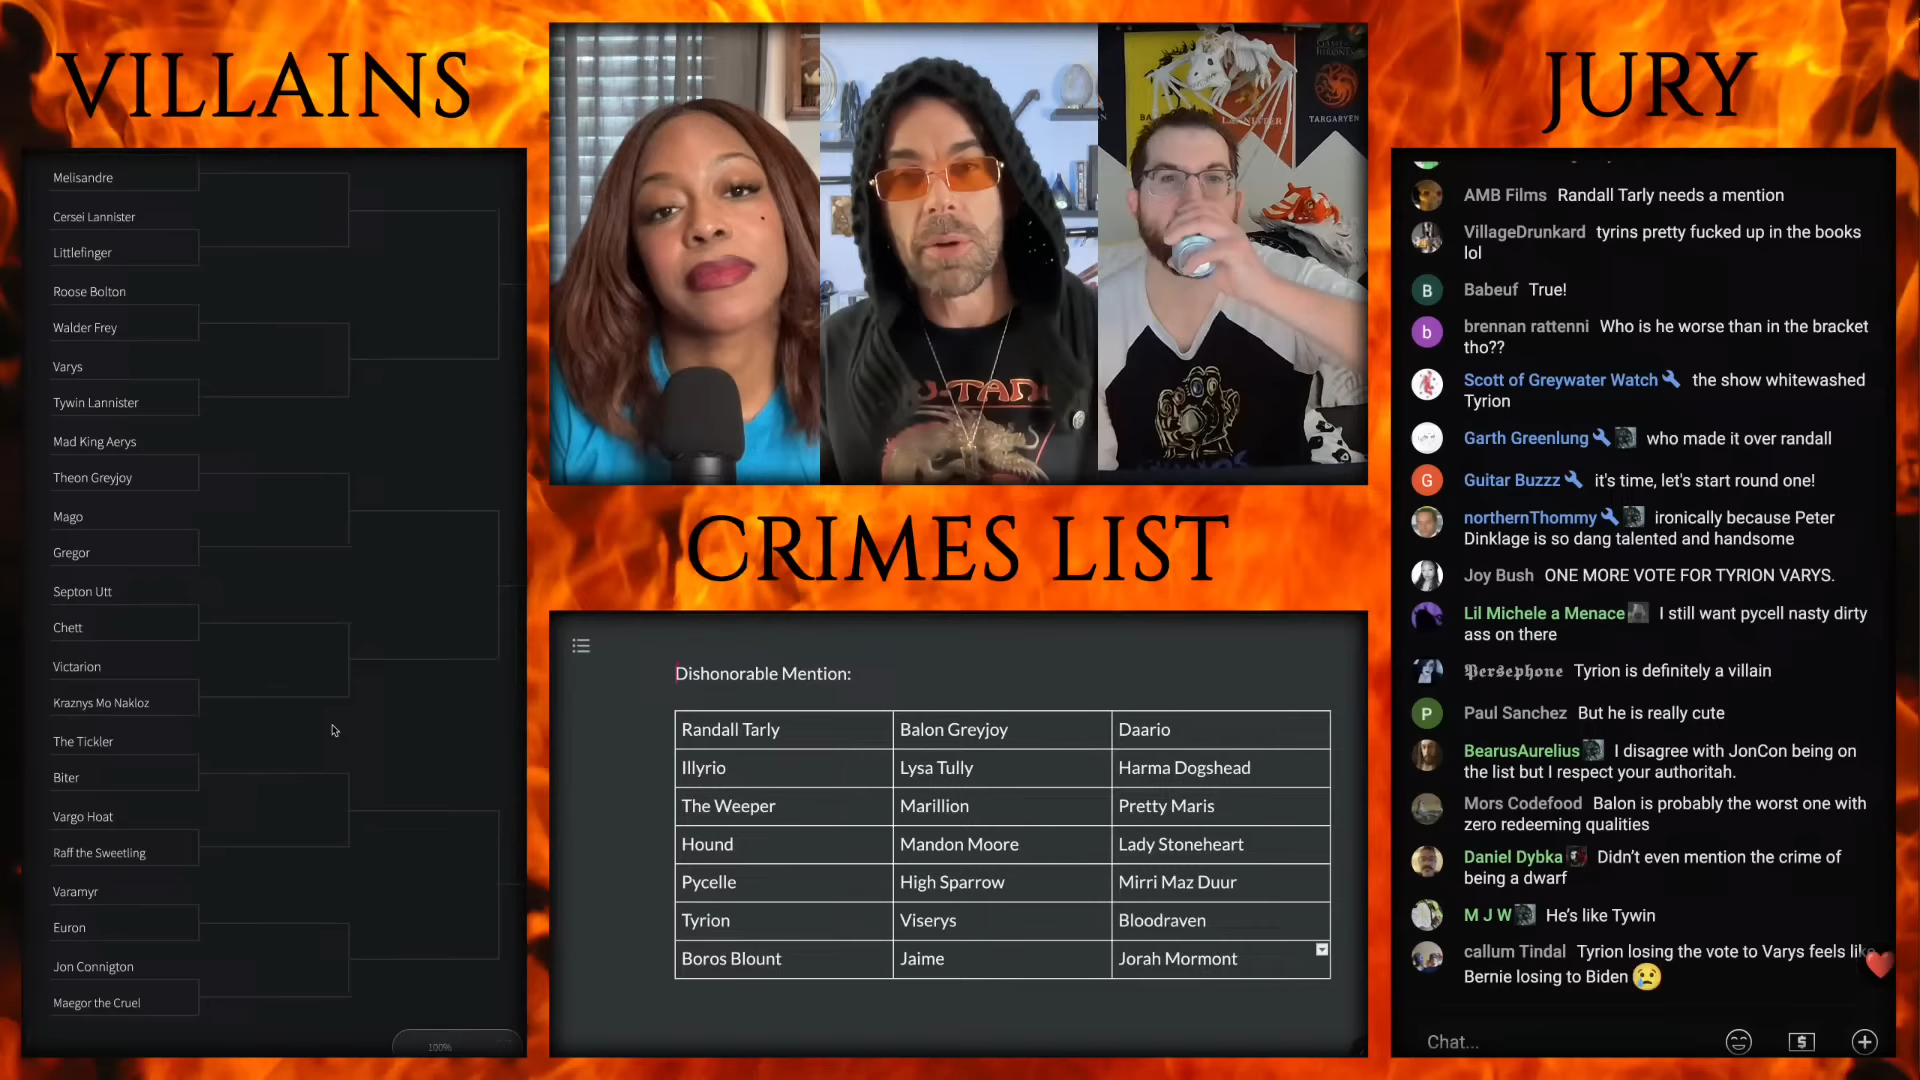 VILLAINS
Melisandre
Cersei Lannister
Littlefinger
Roose Bolton
Walder Frey
Varys
Tywin Lannister
Mad King Aerys
Theon Greyjoy
Mago
Gregor
Septon Utt
Chett
Victarion
Kraznys Mo Nakloz
The Tickler
Biter
Vargo Hoat
Raff the Sweetling
Varamyr
Euron
Jon Connigton
Maegor the Cruel
100%
GAME OF THRONES
TARGARYEN
CRIMES LIST
Dishonorable Mention:
Randall Tarly Balon Greyjoy Daario
Illyrio Lysa Tully Harma Dogshead
The Weeper Marillion Pretty Maris
Hound Mandon Moore Lady Stoneheart
Pycelle High Sparrow Mirri Maz Duur
Tyrion Viserys Bloodraven
Boros Blount Jaime Jorah Mormont
JURY
AMB Films Randall Tarly needs a mention
VillageDrunkard tyrins pretty fucked up in the books
lol
B Babeuf True!
b brennan rattenni Who is he worse than in the bracket
tho??
Scott of Greywater Watch the show whitewashed
Tyrion
Garth Greenlung who made it over randall
G Guitar Buzzz it's time, let's start round one!
northernThommy ironically because Peter
Dinklage is so dang talented and handsome
Joy Bush ONE MORE VOTE FOR TYRION VARYS.
Lil Michele a Menace I still want pycell nasty dirty
ass on there
𝕻𝖊𝖗𝖘𝖊𝖕𝖍𝖔𝖓𝖊 Tyrion is definitely a villain
P Paul Sanchez But he is really cute
BearusAurelius I disagree with JonCon being on
the list but I respect your authoritah.
Mors Codefood Balon is probably the worst one with
zero redeeming qualities
Daniel Dybka Didn't even mention the crime of
being a dwarf
M J W He's like Tywin
callum Tindal Tyrion losing the vote to Varys feels like
Bernie losing to Biden 😢
Chat...